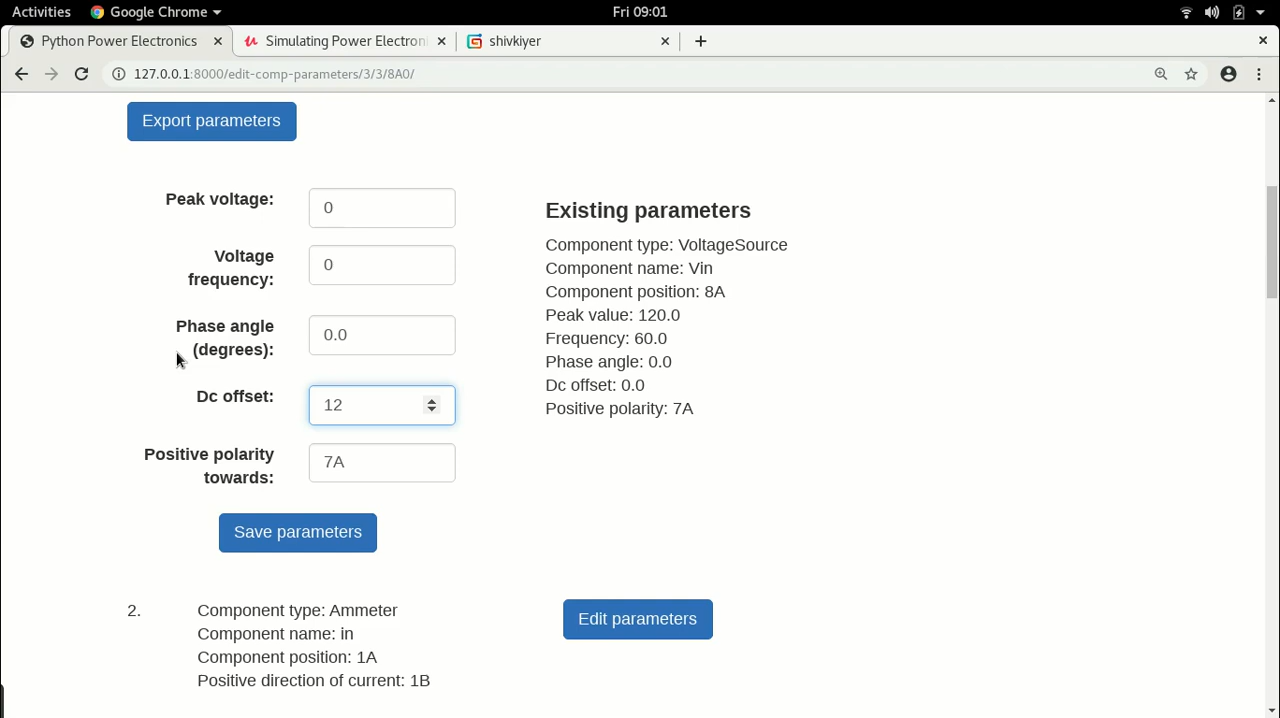 Activities Google Chrome Fri 09:01
Python Power Electronics Simulating Power Electroni shivkiyer
127.0.0.1:8000/edit-comp-parameters/3/3/8A0/
Export parameters
Peak voltage: 0
Voltage frequency: 0
Phase angle (degrees): 0.0
Dc offset: 12
Positive polarity towards: 7A
Save parameters
Existing parameters
Component type: VoltageSource
Component name: Vin
Component position: 8A
Peak value: 120.0
Frequency: 60.0
Phase angle: 0.0
Dc offset: 0.0
Positive polarity: 7A
2. Component type: Ammeter
Component name: in
Component position: 1A
Positive direction of current: 1B
Edit parameters